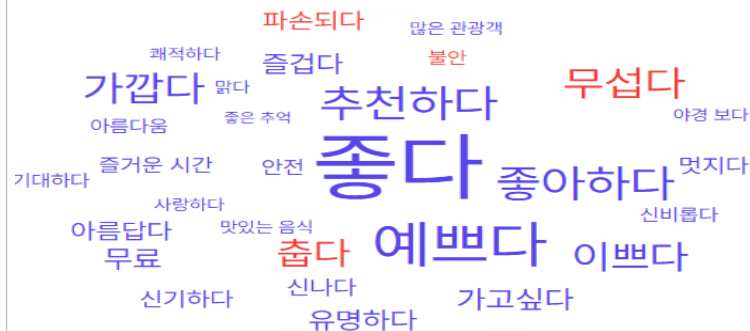 파손되다
많은 관광객
쾌적하다
즐겁다
불안
가깝다
맑다
추천하다
무섭다
아름다움
좋은 추억
야경 보다
즐거운 시간
안전
좋다
좋아하다
멋지다
기대하다
사랑하다
신비롭다
아름답다
맛있는 음식
예쁘다
무료
춥다
이쁘다
신기하다
신나다
가고싶다
유명하다